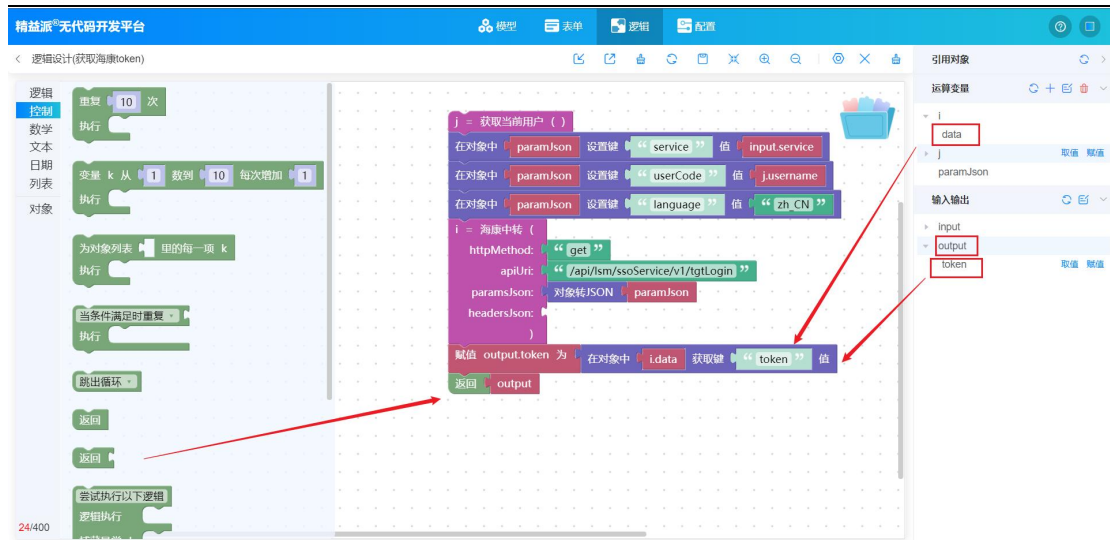 精益派®无代码开发平台
模型
表单
逻辑
配置
逻辑设计(获取海康token)
引用对象
逻辑
控制
数学
文本
日期
列表
对象
重复 10 次
执行
变量 k 从 1 数到 10 每次增加 1
执行
为对象列表 里的每一项 k
执行
当条件满足时重复
执行
跳出循环
返回
返回
尝试执行以下逻辑
逻辑执行
24/400
j = 获取当前用户 ( )
在对象中 paramJson 设置键 “ service ” 值 input.service
在对象中 paramJson 设置键 “ userCode ” 值 j.username
在对象中 paramJson 设置键 “ language ” 值 “ zh_CN ”
i = 海康中转 (
httpMethod: “ get ”
apiUri: “ /api/lsm/ssoService/v1/tgtLogin ”
paramsJson: 对象转JSON paramJson
headersJson:
)
赋值 output.token 为 在对象中 i.data 获取键 “ token ” 值
返回 output
运算变量
i
data
j 取值 赋值
paramJson
输入输出
input
output
token 取值 赋值